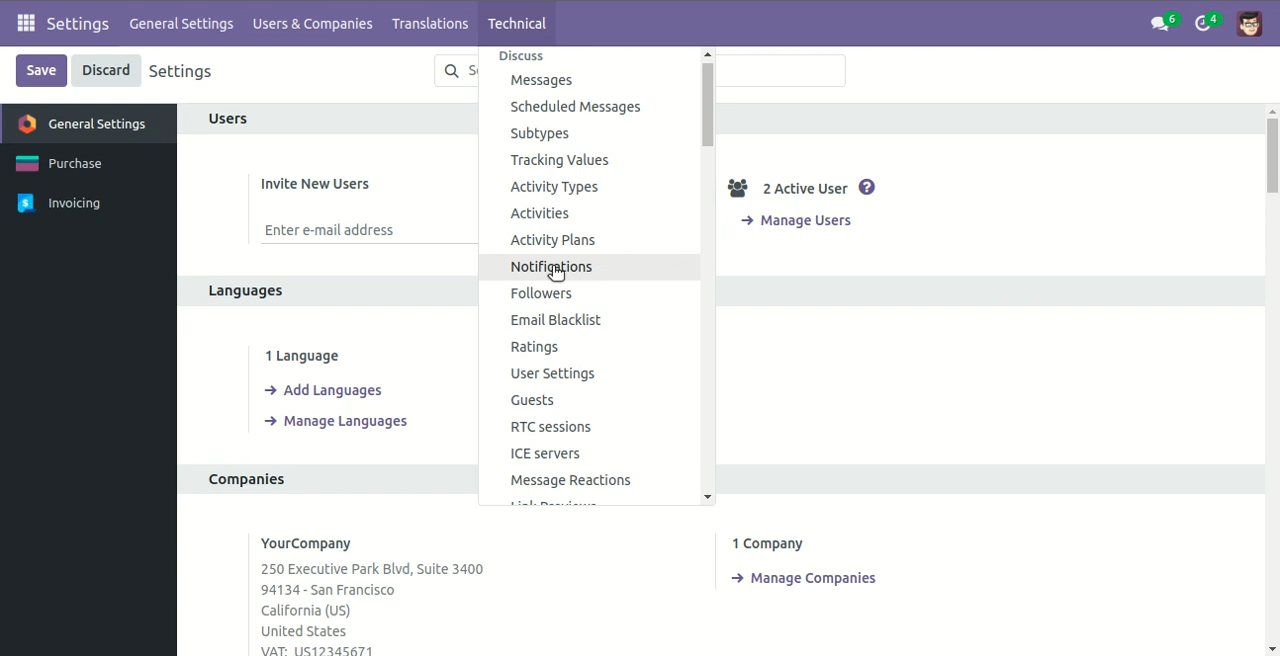 Settings General Settings Users & Companies Translations Technical 6 4
Save Discard Settings
General Settings
Purchase
Invoicing
Discuss
Messages
Scheduled Messages
Subtypes
Tracking Values
Activity Types
Activities
Activity Plans
Notifications
Followers
Email Blacklist
Ratings
User Settings
Guests
RTC sessions
ICE servers
Message Reactions
Link Previews
Users
Invite New Users
Enter e-mail address
2 Active User ?
→ Manage Users
Languages
1 Language
→ Add Languages
→ Manage Languages
Companies
YourCompany
250 Executive Park Blvd, Suite 3400
94134 - San Francisco
California (US)
United States
VAT: US12345671
1 Company
→ Manage Companies